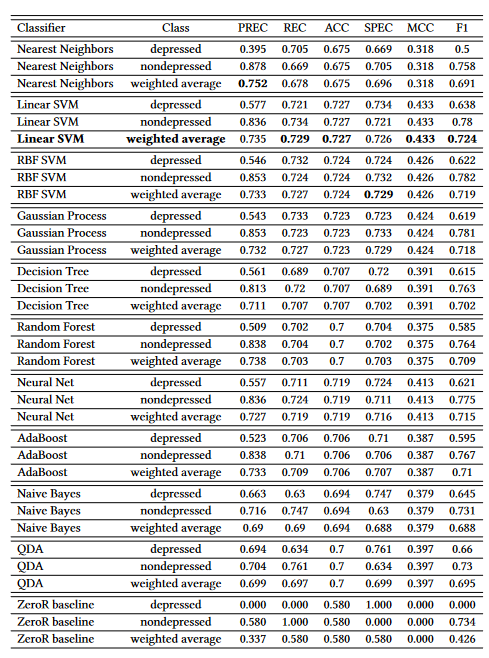 Classifier Class PREC REC ACC SPEC MCC F1
Nearest Neighbors depressed 0.395 0.705 0.675 0.669 0.318 0.5
Nearest Neighbors nondepressed 0.878 0.669 0.675 0.705 0.318 0.758
Nearest Neighbors weighted average 0.752 0.678 0.675 0.696 0.318 0.691
Linear SVM depressed 0.577 0.721 0.727 0.734 0.433 0.638
Linear SVM nondepressed 0.836 0.734 0.727 0.721 0.433 0.78
Linear SVM weighted average 0.735 0.729 0.727 0.726 0.433 0.724
RBF SVM depressed 0.546 0.732 0.724 0.724 0.426 0.622
RBF SVM nondepressed 0.853 0.724 0.724 0.732 0.426 0.782
RBF SVM weighted average 0.733 0.727 0.724 0.729 0.426 0.719
Gaussian Process depressed 0.543 0.733 0.723 0.723 0.424 0.619
Gaussian Process nondepressed 0.853 0.723 0.723 0.733 0.424 0.781
Gaussian Process weighted average 0.732 0.727 0.723 0.729 0.424 0.718
Decision Tree depressed 0.561 0.689 0.707 0.72 0.391 0.615
Decision Tree nondepressed 0.813 0.72 0.707 0.689 0.391 0.763
Decision Tree weighted average 0.711 0.707 0.707 0.702 0.391 0.702
Random Forest depressed 0.509 0.702 0.7 0.704 0.375 0.585
Random Forest nondepressed 0.838 0.704 0.7 0.702 0.375 0.764
Random Forest weighted average 0.738 0.703 0.7 0.703 0.375 0.709
Neural Net depressed 0.557 0.711 0.719 0.724 0.413 0.621
Neural Net nondepressed 0.836 0.724 0.719 0.711 0.413 0.775
Neural Net weighted average 0.727 0.719 0.719 0.716 0.413 0.715
AdaBoost depressed 0.523 0.706 0.706 0.71 0.387 0.595
AdaBoost nondepressed 0.838 0.71 0.706 0.706 0.387 0.767
AdaBoost weighted average 0.733 0.709 0.706 0.707 0.387 0.71
Naive Bayes depressed 0.663 0.63 0.694 0.747 0.379 0.645
Naive Bayes nondepressed 0.716 0.747 0.694 0.63 0.379 0.731
Naive Bayes weighted average 0.69 0.69 0.694 0.688 0.379 0.688
QDA depressed 0.694 0.634 0.7 0.761 0.397 0.66
QDA nondepressed 0.704 0.761 0.7 0.634 0.397 0.73
QDA weighted average 0.699 0.697 0.7 0.699 0.397 0.695
ZeroR baseline depressed 0.000 0.000 0.580 1.000 0.000 0.000
ZeroR baseline nondepressed 0.580 1.000 0.580 0.000 0.000 0.734
ZeroR baseline weighted average 0.337 0.580 0.580 0.580 0.000 0.426